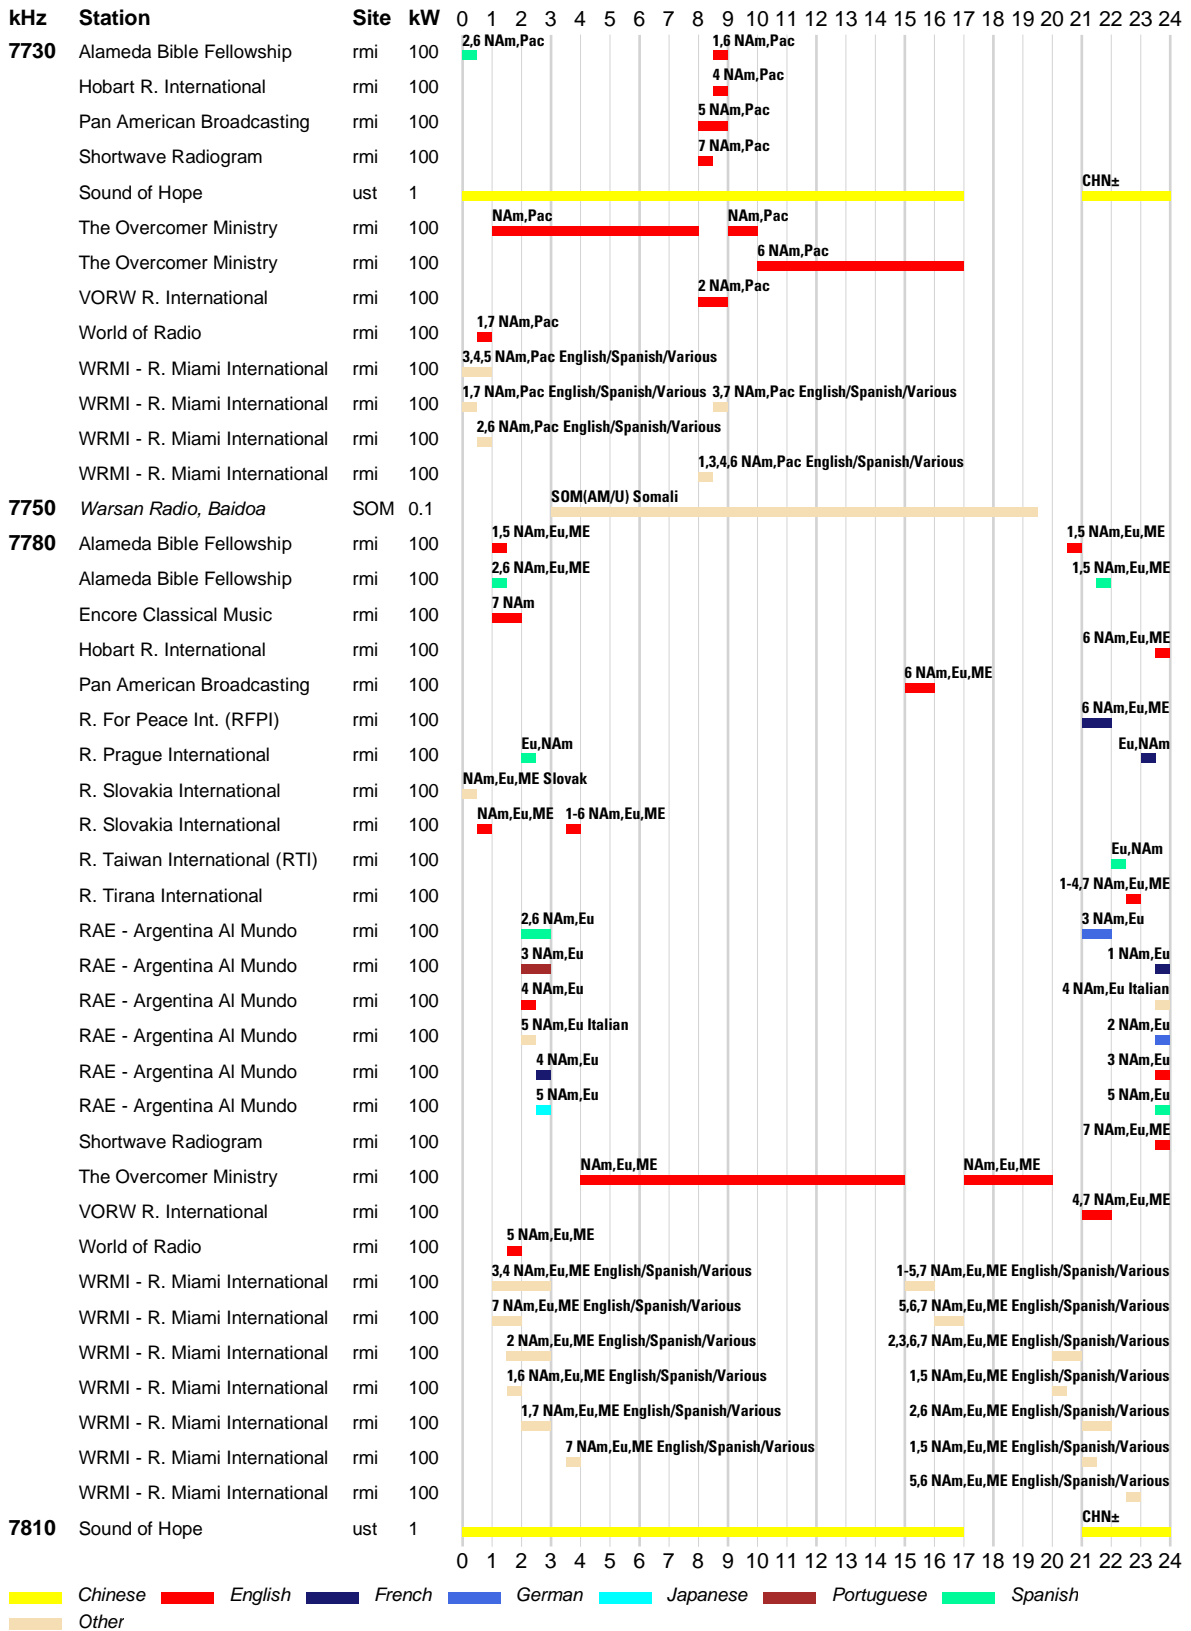 kHz Station Site kW 0 1 2 3 4 5 6 7 8 9 10 11 12 13 14 15 16 17 18 19 20 21 22 23 24
7730 Alameda Bible Fellowship rmi 100 2,6 NAm,Pac 1,6 NAm,Pac
Hobart R. International rmi 100 4 NAm,Pac
Pan American Broadcasting rmi 100 5 NAm,Pac
Shortwave Radiogram rmi 100 7 NAm,Pac
Sound of Hope ust 1 CHN±
The Overcomer Ministry rmi 100 NAm,Pac NAm,Pac
The Overcomer Ministry rmi 100 6 NAm,Pac
VORW R. International rmi 100 2 NAm,Pac
World of Radio rmi 100 1,7 NAm,Pac
WRMI - R. Miami International rmi 100 3,4,5 NAm,Pac English/Spanish/Various
WRMI - R. Miami International rmi 100 1,7 NAm,Pac English/Spanish/Various 3,7 NAm,Pac English/Spanish/Various
WRMI - R. Miami International rmi 100 2,6 NAm,Pac English/Spanish/Various
WRMI - R. Miami International rmi 100 1,3,4,6 NAm,Pac English/Spanish/Various
7750 Warsan Radio, Baidoa SOM 0.1 SOM(AM/U) Somali
7780 Alameda Bible Fellowship rmi 100 1,5 NAm,Eu,ME 1,5 NAm,Eu,ME
Alameda Bible Fellowship rmi 100 2,6 NAm,Eu,ME 1,5 NAm,Eu,ME
Encore Classical Music rmi 100 7 NAm
Hobart R. International rmi 100 6 NAm,Eu,ME
Pan American Broadcasting rmi 100 6 NAm,Eu,ME
R. For Peace Int. (RFPI) rmi 100 6 NAm,Eu,ME
R. Prague International rmi 100 Eu,NAm Eu,NAm
R. Slovakia International rmi 100 NAm,Eu,ME Slovak
R. Slovakia International rmi 100 NAm,Eu,ME 1-6 NAm,Eu,ME
R. Taiwan International (RTI) rmi 100 Eu,NAm
R. Tirana International rmi 100 1-4,7 NAm,Eu,ME
RAE - Argentina Al Mundo rmi 100 2,6 NAm,Eu 3 NAm,Eu
RAE - Argentina Al Mundo rmi 100 3 NAm,Eu 1 NAm,Eu
RAE - Argentina Al Mundo rmi 100 4 NAm,Eu 4 NAm,Eu Italian
RAE - Argentina Al Mundo rmi 100 5 NAm,Eu Italian 2 NAm,Eu
RAE - Argentina Al Mundo rmi 100 4 NAm,Eu 3 NAm,Eu
RAE - Argentina Al Mundo rmi 100 5 NAm,Eu 5 NAm,Eu
Shortwave Radiogram rmi 100 7 NAm,Eu,ME
The Overcomer Ministry rmi 100 NAm,Eu,ME NAm,Eu,ME
VORW R. International rmi 100 4,7 NAm,Eu,ME
World of Radio rmi 100 5 NAm,Eu,ME
WRMI - R. Miami International rmi 100 3,4 NAm,Eu,ME English/Spanish/Various 1-5,7 NAm,Eu,ME English/Spanish/Various
WRMI - R. Miami International rmi 100 7 NAm,Eu,ME English/Spanish/Various 5,6,7 NAm,Eu,ME English/Spanish/Various
WRMI - R. Miami International rmi 100 2 NAm,Eu,ME English/Spanish/Various 2,3,6,7 NAm,Eu,ME English/Spanish/Various
WRMI - R. Miami International rmi 100 1,6 NAm,Eu,ME English/Spanish/Various 1,5 NAm,Eu,ME English/Spanish/Various
WRMI - R. Miami International rmi 100 1,7 NAm,Eu,ME English/Spanish/Various 2,6 NAm,Eu,ME English/Spanish/Various
WRMI - R. Miami International rmi 100 7 NAm,Eu,ME English/Spanish/Various 1,5 NAm,Eu,ME English/Spanish/Various
WRMI - R. Miami International rmi 100 5,6 NAm,Eu,ME English/Spanish/Various
7810 Sound of Hope ust 1 CHN±
0 1 2 3 4 5 6 7 8 9 10 11 12 13 14 15 16 17 18 19 20 21 22 23 24
Chinese English French German Japanese Portuguese Spanish
Other